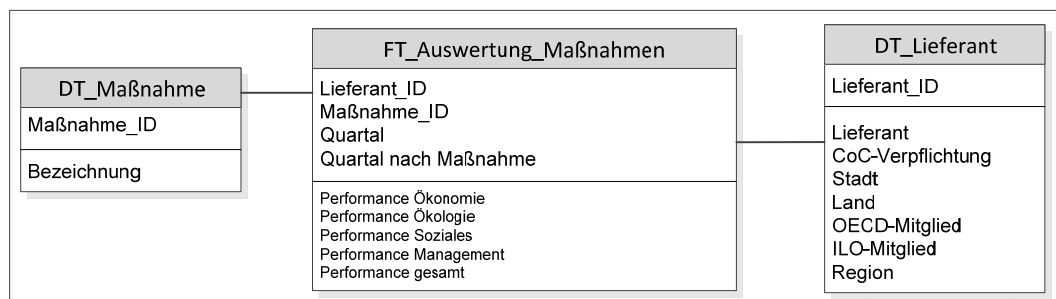 DT_Maßnahme
Maßnahme_ID
Bezeichnung
FT_Auswertung_Maßnahmen
Lieferant_ID
Maßnahme_ID
Quartal
Quartal nach Maßnahme
Performance Ökonomie
Performance Ökologie
Performance Soziales
Performance Management
Performance gesamt
DT_Lieferant
Lieferant_ID
Lieferant
CoC-Verpflichtung
Stadt
Land
OECD-Mitglied
ILO-Mitglied
Region